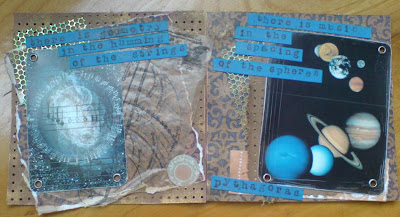 there is geometry
in the humming
of the strings
there is music
in the
spacing
of the spheres
pythagoras